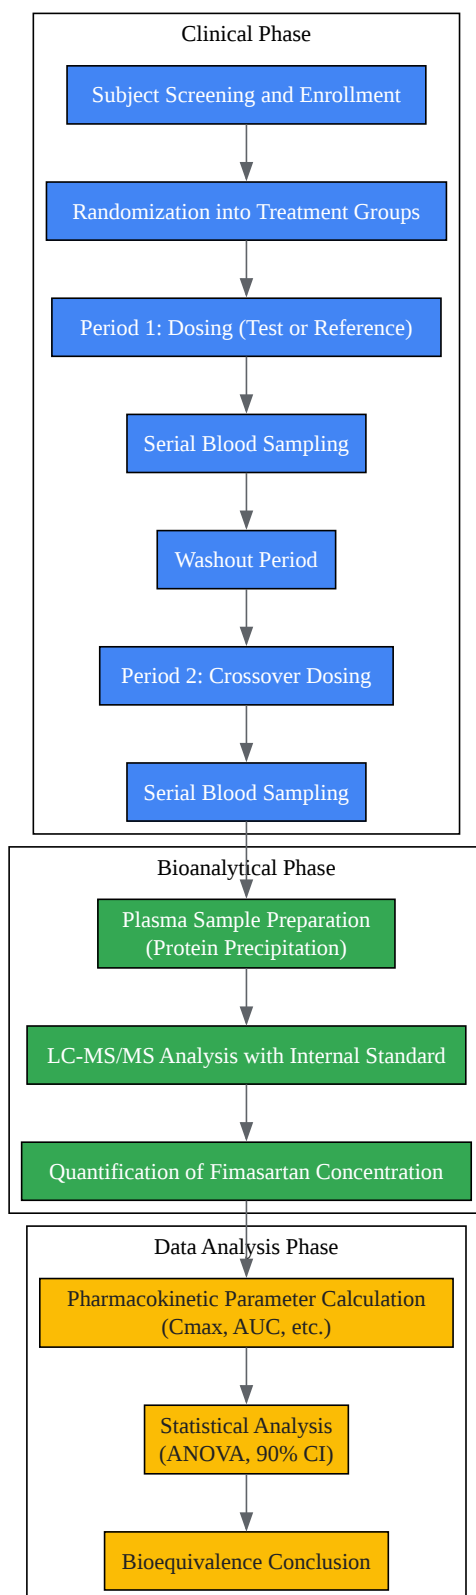 Clinical Phase
Subject Screening and Enrollment
Randomization into Treatment Groups
Period 1: Dosing (Test or Reference)
Serial Blood Sampling
Washout Period
Period 2: Crossover Dosing
Serial Blood Sampling
Bioanalytical Phase
Plasma Sample Preparation
(Protein Precipitation)
LC-MS/MS Analysis with Internal Standard
Quantification of Fimasartan Concentration
Data Analysis Phase
Pharmacokinetic Parameter Calculation
(Cmax, AUC, etc.)
Statistical Analysis
(ANOVA, 90% CI)
Bioequivalence Conclusion